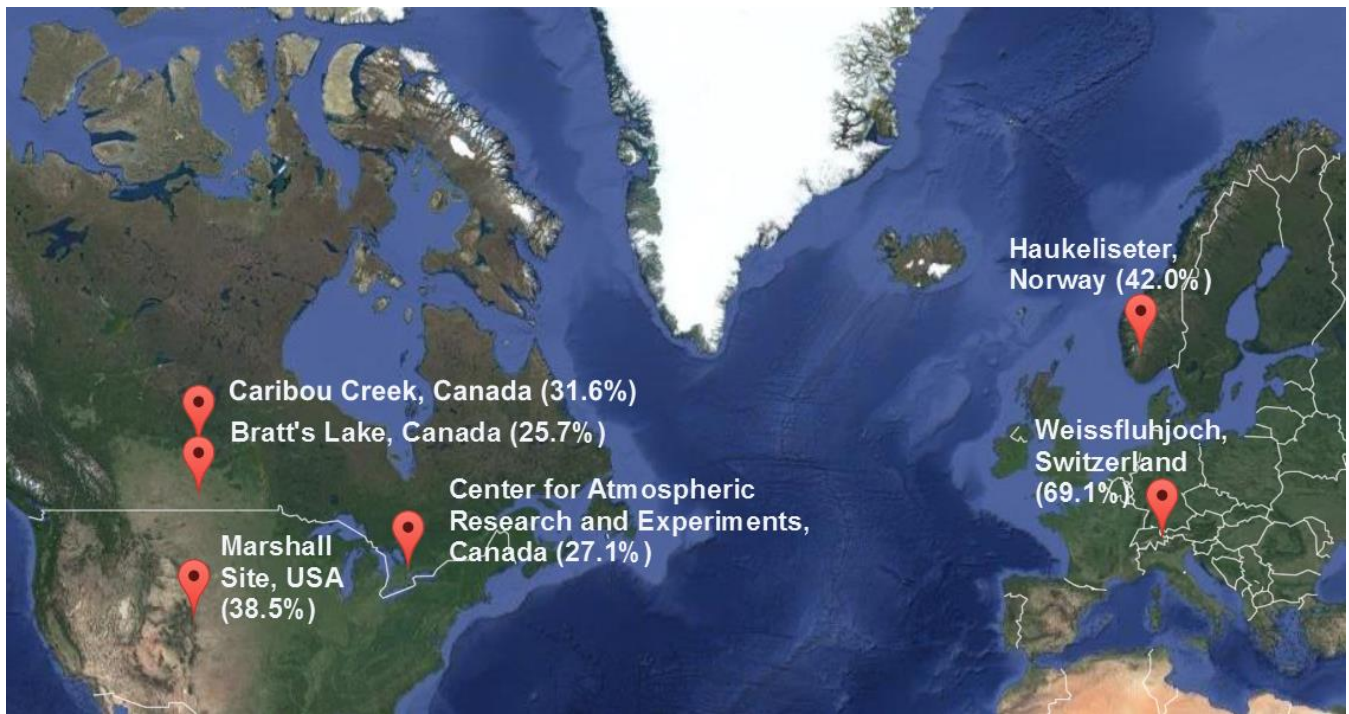 Haukeliseter,
Norway (42.0%)
Caribou Creek, Canada (31.6%)
Bratt's Lake, Canada (25.7%)
Weissfluhjoch,
Switzerland
(69.1%)
Center for Atmospheric
Research and Experiments,
Canada (27.1%)
Marshall
Site, USA
(38.5%)